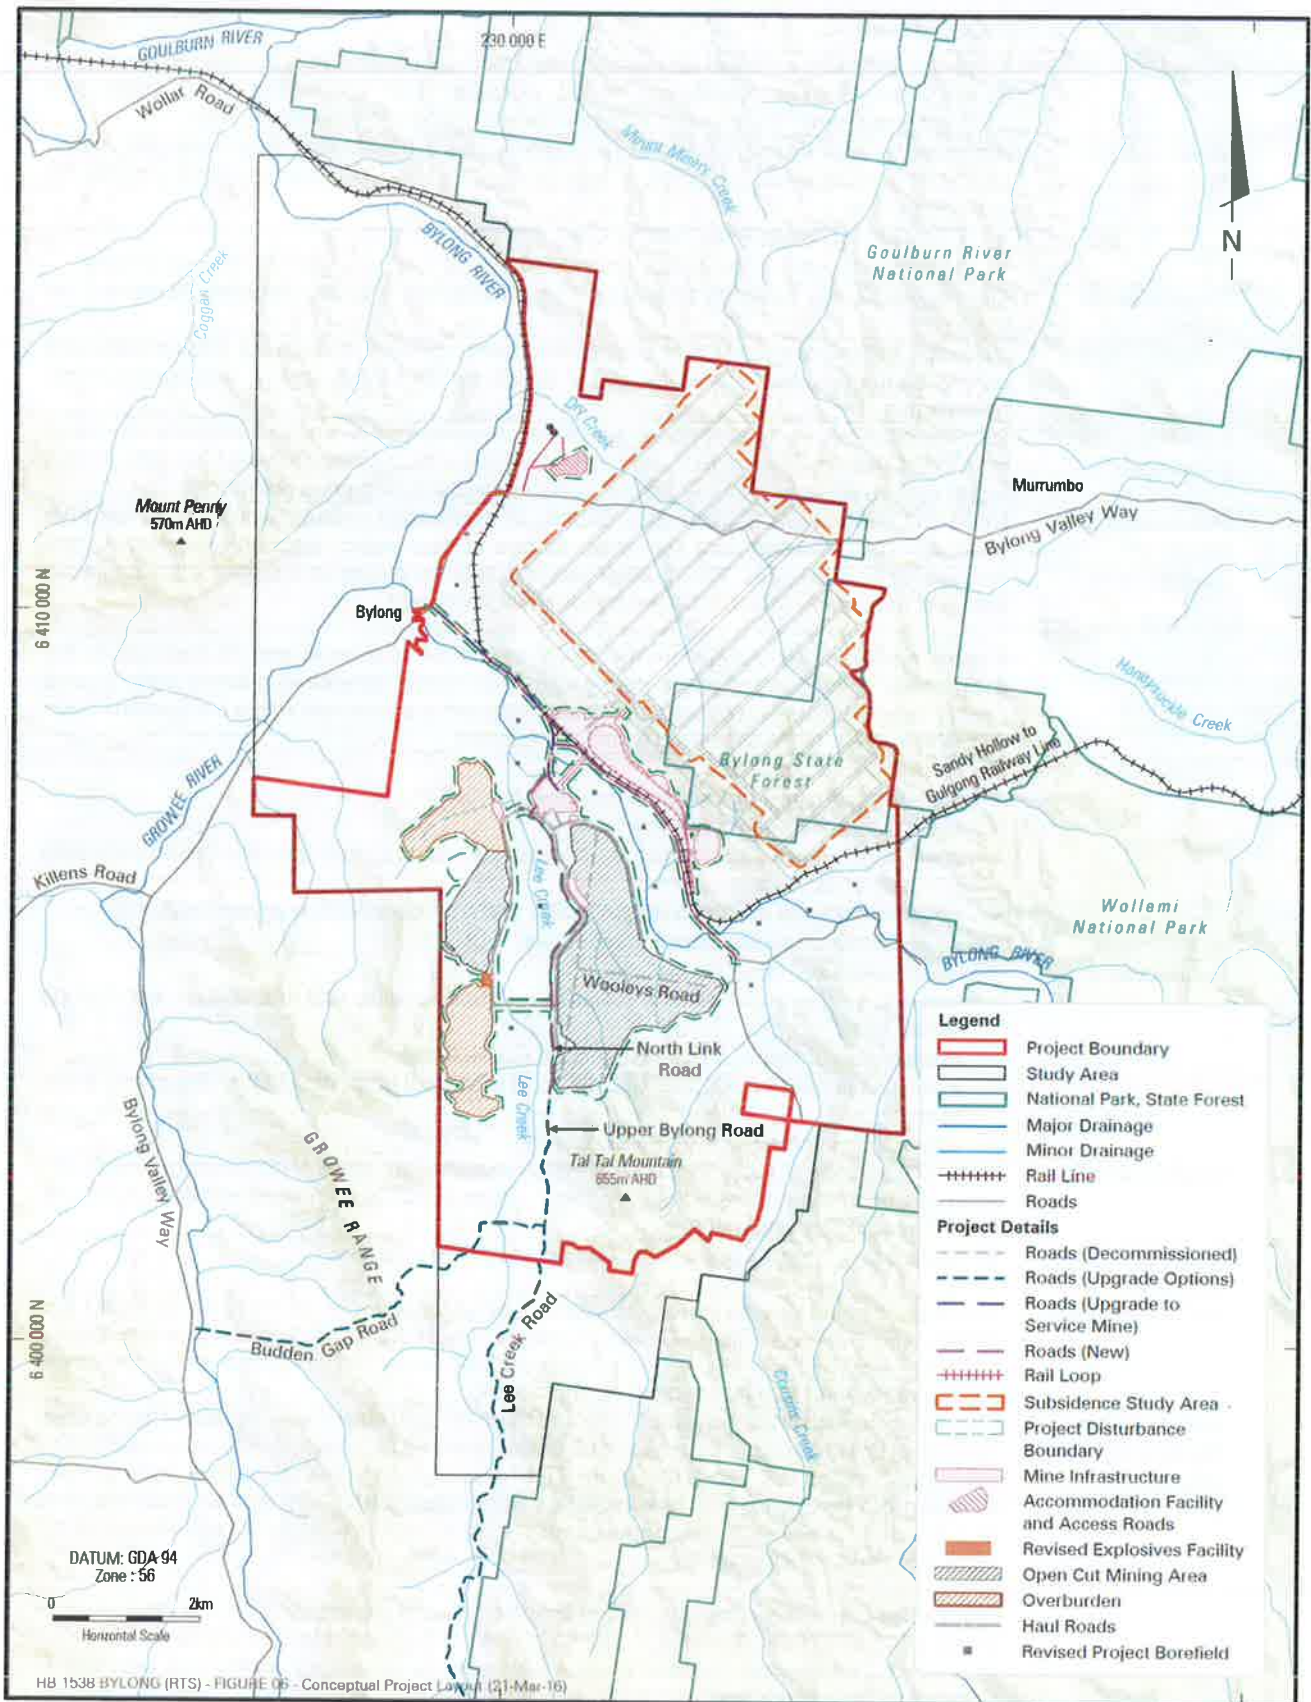 230 000 E
GOULBURN RIVER
Wollar Road
Mount Misery Creek
Goulburn River
National Park
N
BYLONG RIVER
Coggan Creek
Dry Creek
Mount Penny
570m AHD
Murrumbo
Bylong Valley Way
6 410 000 N
Bylong
Honeysuckle Creek
Sandy Hollow to
Gulgong Railway Line
Bylong State
Forest
GROWEE RIVER
Killens Road
Lee Creek
Wollemi
National Park
BYLONG RIVER
Wooleys Road
North Link
Road
Lee Creek
Upper Bylong Road
Tal Tal Mountain
655m AHD
Bylong Valley Way
GROWEE RANGE
6 400 000 N
Budden Gap Road
Lee Creek Road
Cousins Creek
Legend
Project Boundary
Study Area
National Park, State Forest
Major Drainage
Minor Drainage
Rail Line
Roads
Project Details
Roads (Decommissioned)
Roads (Upgrade Options)
Roads (Upgrade to
Service Mine)
Roads (New)
Rail Loop
Subsidence Study Area
Project Disturbance
Boundary
Mine Infrastructure
Accommodation Facility
and Access Roads
Revised Explosives Facility
Open Cut Mining Area
Overburden
Haul Roads
Revised Project Borefield
DATUM: GDA 94
Zone : 56
0 2km
Horizontal Scale
HB 1538 BYLONG (RTS) - FIGURE 06 - Conceptual Project Layout (21-Mar-16)